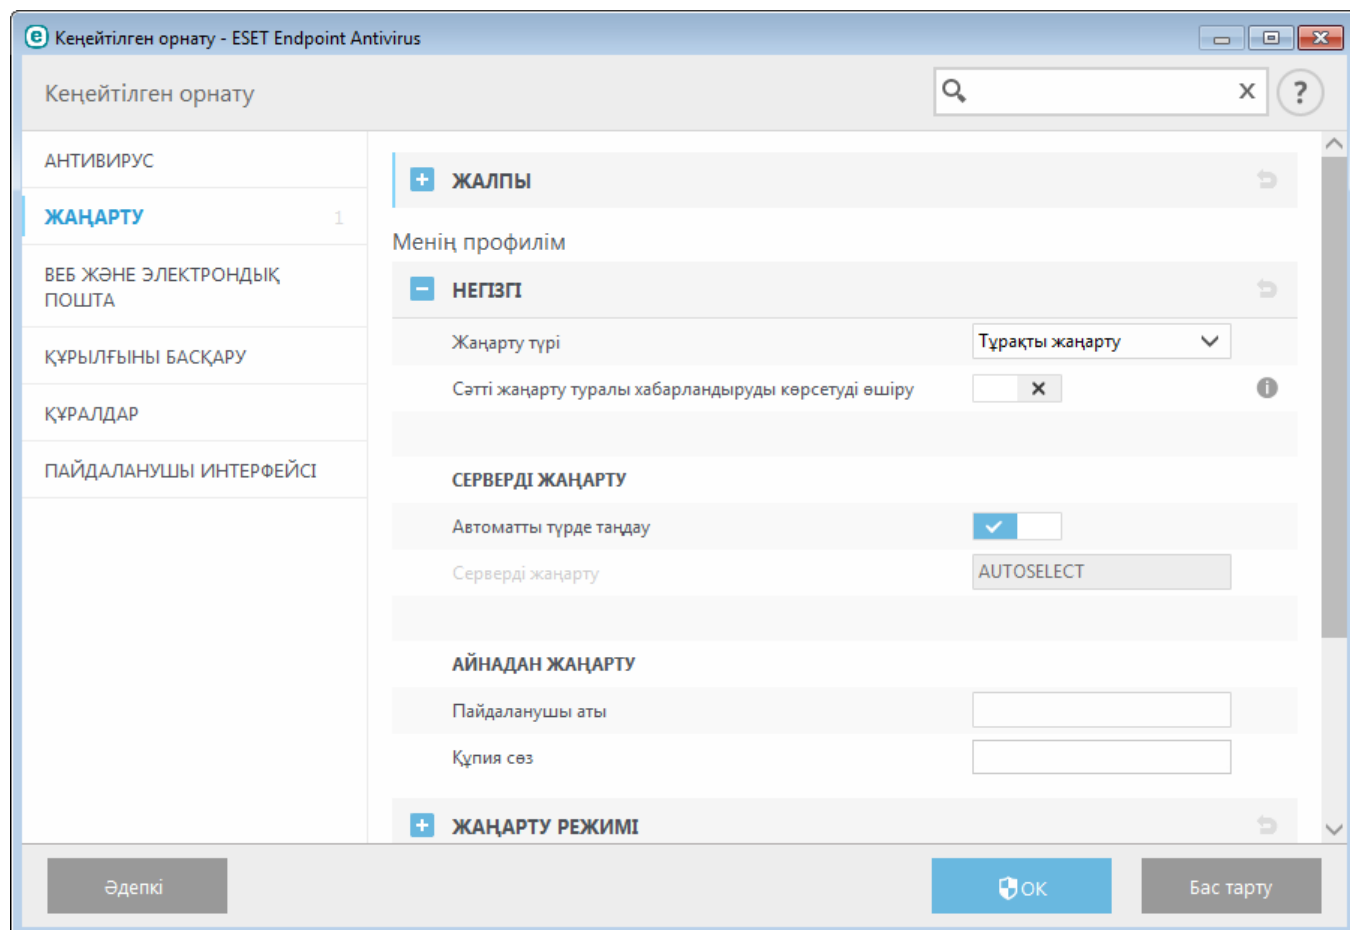 Кеңейтілген орнату - ESET Endpoint Antivirus
Кеңейтілген орнату
АНТИВИРУС
ЖАҢАРТУ 1
ВЕБ ЖӘНЕ ЭЛЕКТРОНДЫҚ
ПОШТА
ҚҰРЫЛҒЫНЫ БАСҚАРУ
ҚҰРАЛДАР
ПАЙДАЛАНУШЫ ИНТЕРФЕЙСІ
ЖАЛПЫ
Менің профилім
НЕГІЗГІ
Жаңарту түрі Тұрақты жаңарту
Сәтті жаңарту туралы хабарландыруды көрсетуді өшіру
СЕРВЕРДІ ЖАҢАРТУ
Автоматты түрде таңдау
Серверді жаңарту AUTOSELECT
АЙНАДАН ЖАҢАРТУ
Пайдаланушы аты
Құпия сөз
ЖАҢАРТУ РЕЖИМІ
Әдепкі
OK
Бас тарту